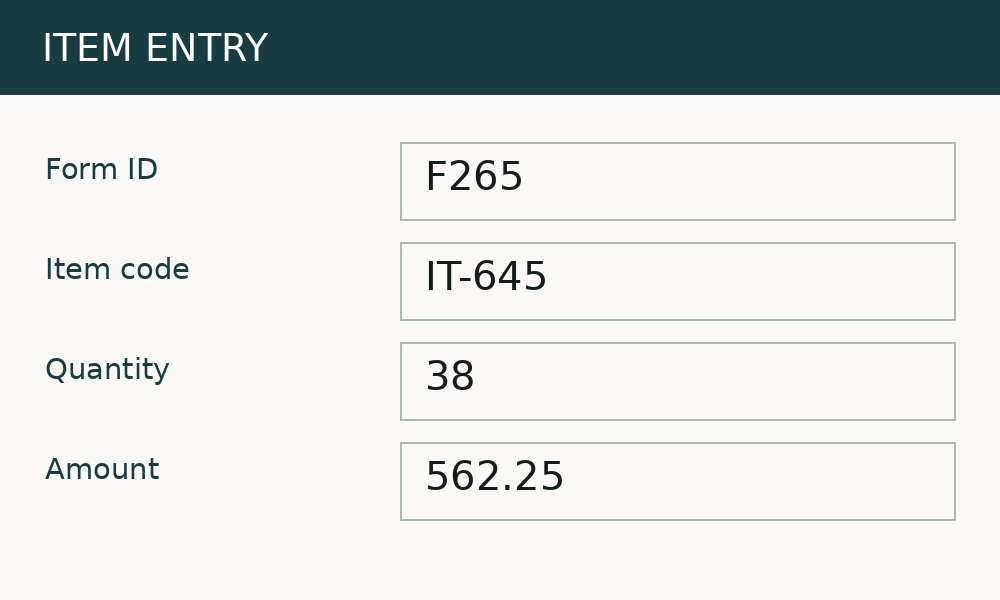 ITEM ENTRY
Form ID F265
Item code IT-645
Quantity 38
Amount 562.25